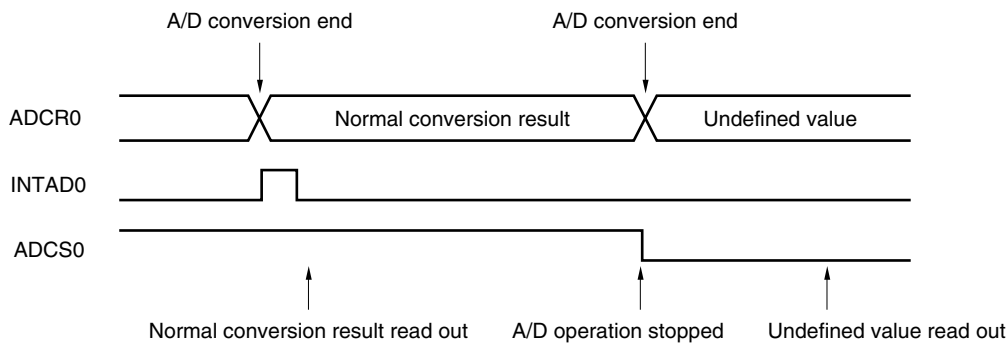 A/D conversion end
A/D conversion end
ADCR0
Normal conversion result
Undefined value
INTAD0
ADCS0
Normal conversion result read out
A/D operation stopped
Undefined value read out